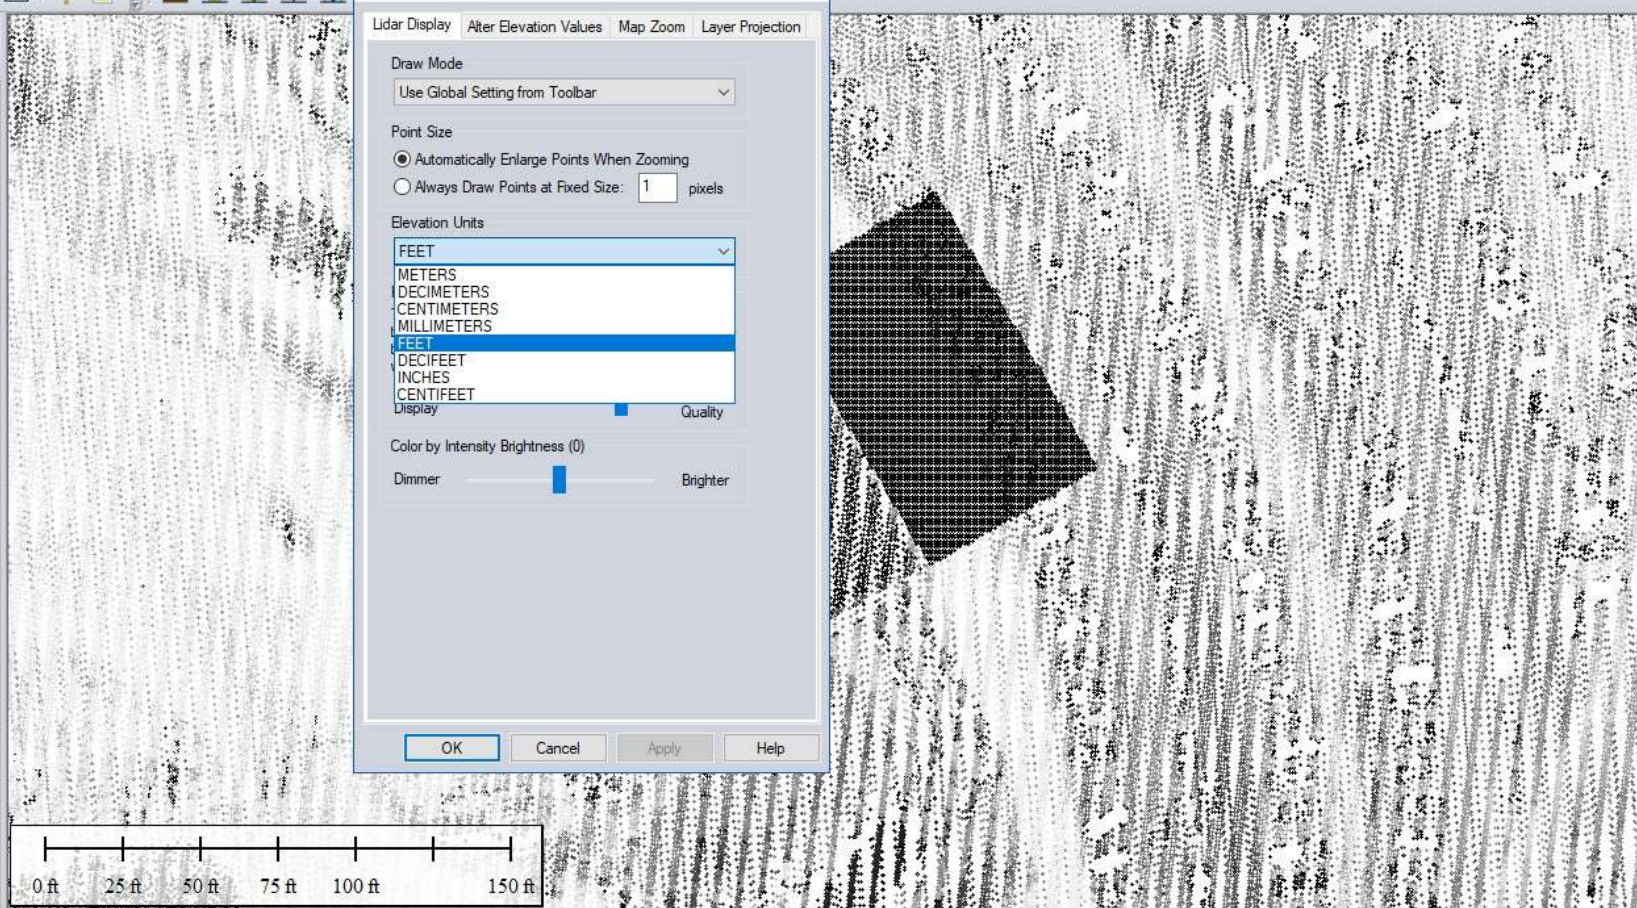 Lidar Display Alter Elevation Values Map Zoom Layer Projection
Draw Mode
Use Global Setting from Toolbar
Point Size
Automatically Enlarge Points When Zooming
Always Draw Points at Fixed Size: 1 pixels
Elevation Units
FEET
METERS
DECIMETERS
CENTIMETERS
MILLIMETERS
FEET
DECIFEET
INCHES
CENTIFEET
Display Quality
Color by Intensity Brightness (0)
Dimmer Brighter
OK Cancel Apply Help
0 ft 25 ft 50 ft 75 ft 100 ft 150 ft